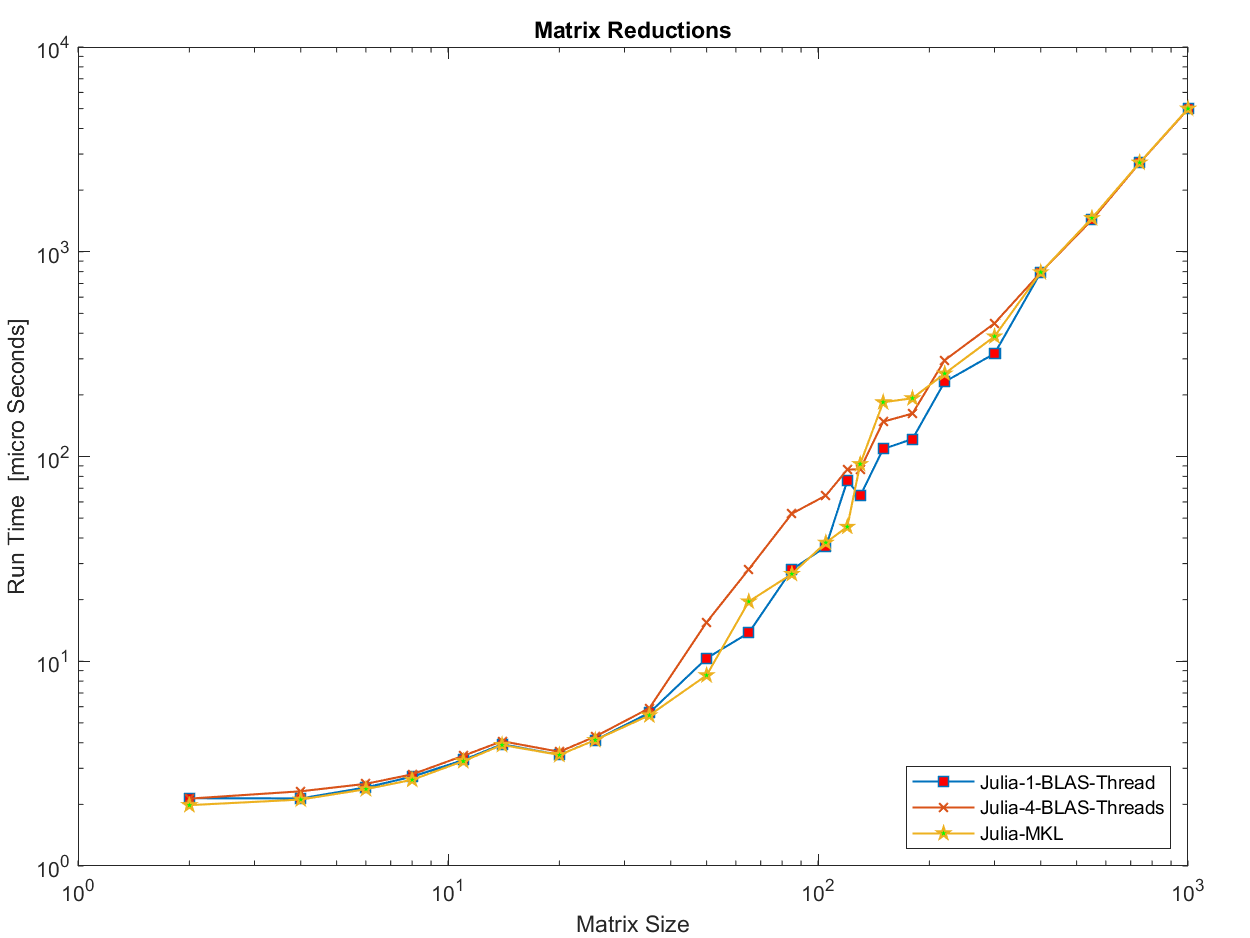 Matrix Reductions
10^4
10^3
10^2
10^1
10^0
Run Time [micro Seconds]
10^0 10^1 10^2 10^3
Matrix Size
Julia-1-BLAS-Thread
Julia-4-BLAS-Threads
Julia-MKL